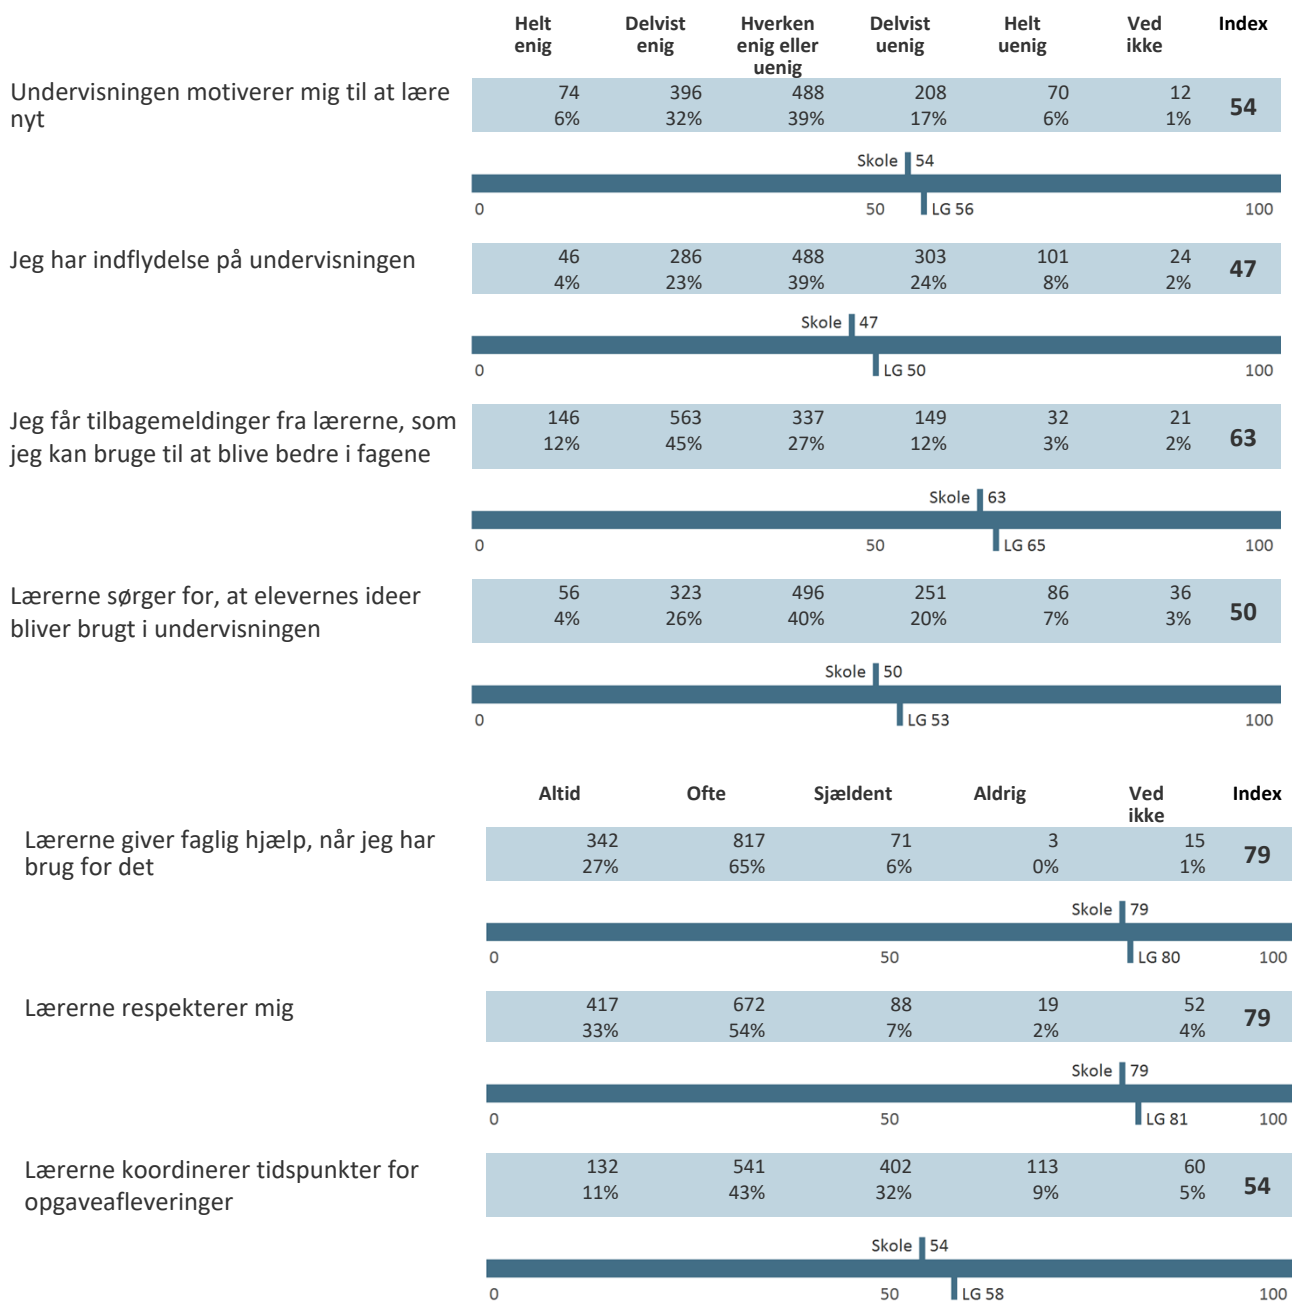 Helt Delvist Hverken Delvist Helt Ved Index
enig enig enig eller uenig uenig ikke
uenig
Undervisningen motiverer mig til at lære 74 396 488 208 70 12 54
nyt 6% 32% 39% 17% 6% 1%
Skole 54
0 50 LG 56 100
Jeg har indflydelse på undervisningen 46 286 488 303 101 24 47
4% 23% 39% 24% 8% 2%
Skole 47
0 LG 50 100
Jeg får tilbagemeldinger fra lærerne, som 146 563 337 149 32 21 63
jeg kan bruge til at blive bedre i fagene 12% 45% 27% 12% 3% 2%
Skole 63
0 50 LG 65 100
Lærerne sørger for, at elevernes ideer 56 323 496 251 86 36 50
bliver brugt i undervisningen 4% 26% 40% 20% 7% 3%
Skole 50
0 LG 53 100
Altid Ofte Sjældent Aldrig Ved Index
ikke
Lærerne giver faglig hjælp, når jeg har 342 817 71 3 15 79
brug for det 27% 65% 6% 0% 1%
Skole 79
0 50 LG 80 100
Lærerne respekterer mig 417 672 88 19 52 79
33% 54% 7% 2% 4%
Skole 79
0 50 LG 81 100
Lærerne koordinerer tidspunkter for 132 541 402 113 60 54
opgaveafleveringer 11% 43% 32% 9% 5%
Skole 54
0 50 LG 58 100